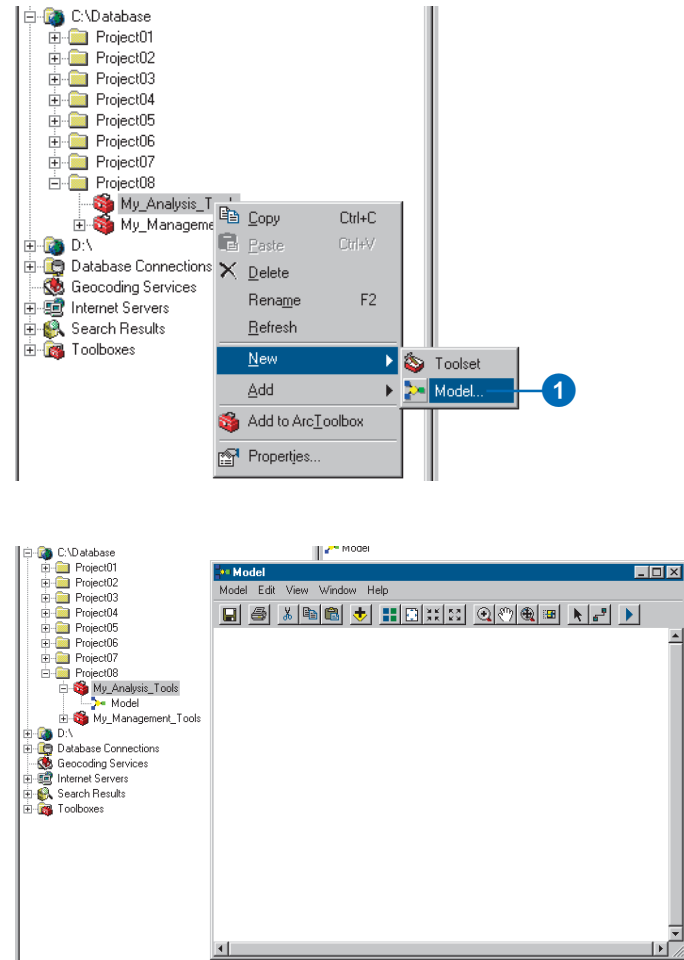 C:\Database
Project01
Project02
Project03
Project04
Project05
Project06
Project07
Project08
My_Analysis_T
My_Manageme
D:\
Database Connections
Geocoding Services
Internet Servers
Search Results
Toolboxes
Copy Ctrl+C
Paste Ctrl+V
Delete
Rename F2
Refresh
New
Add
Add to ArcToolbox
Properties...
Toolset
Model...
1
C:\Database
Project01
Project02
Project03
Project04
Project05
Project06
Project07
Project08
My_Analysis_Tools
Model
My_Management_Tools
D:\
Database Connections
Geocoding Services
Internet Servers
Search Results
Toolboxes
Model
Model
Model Edit View Window Help